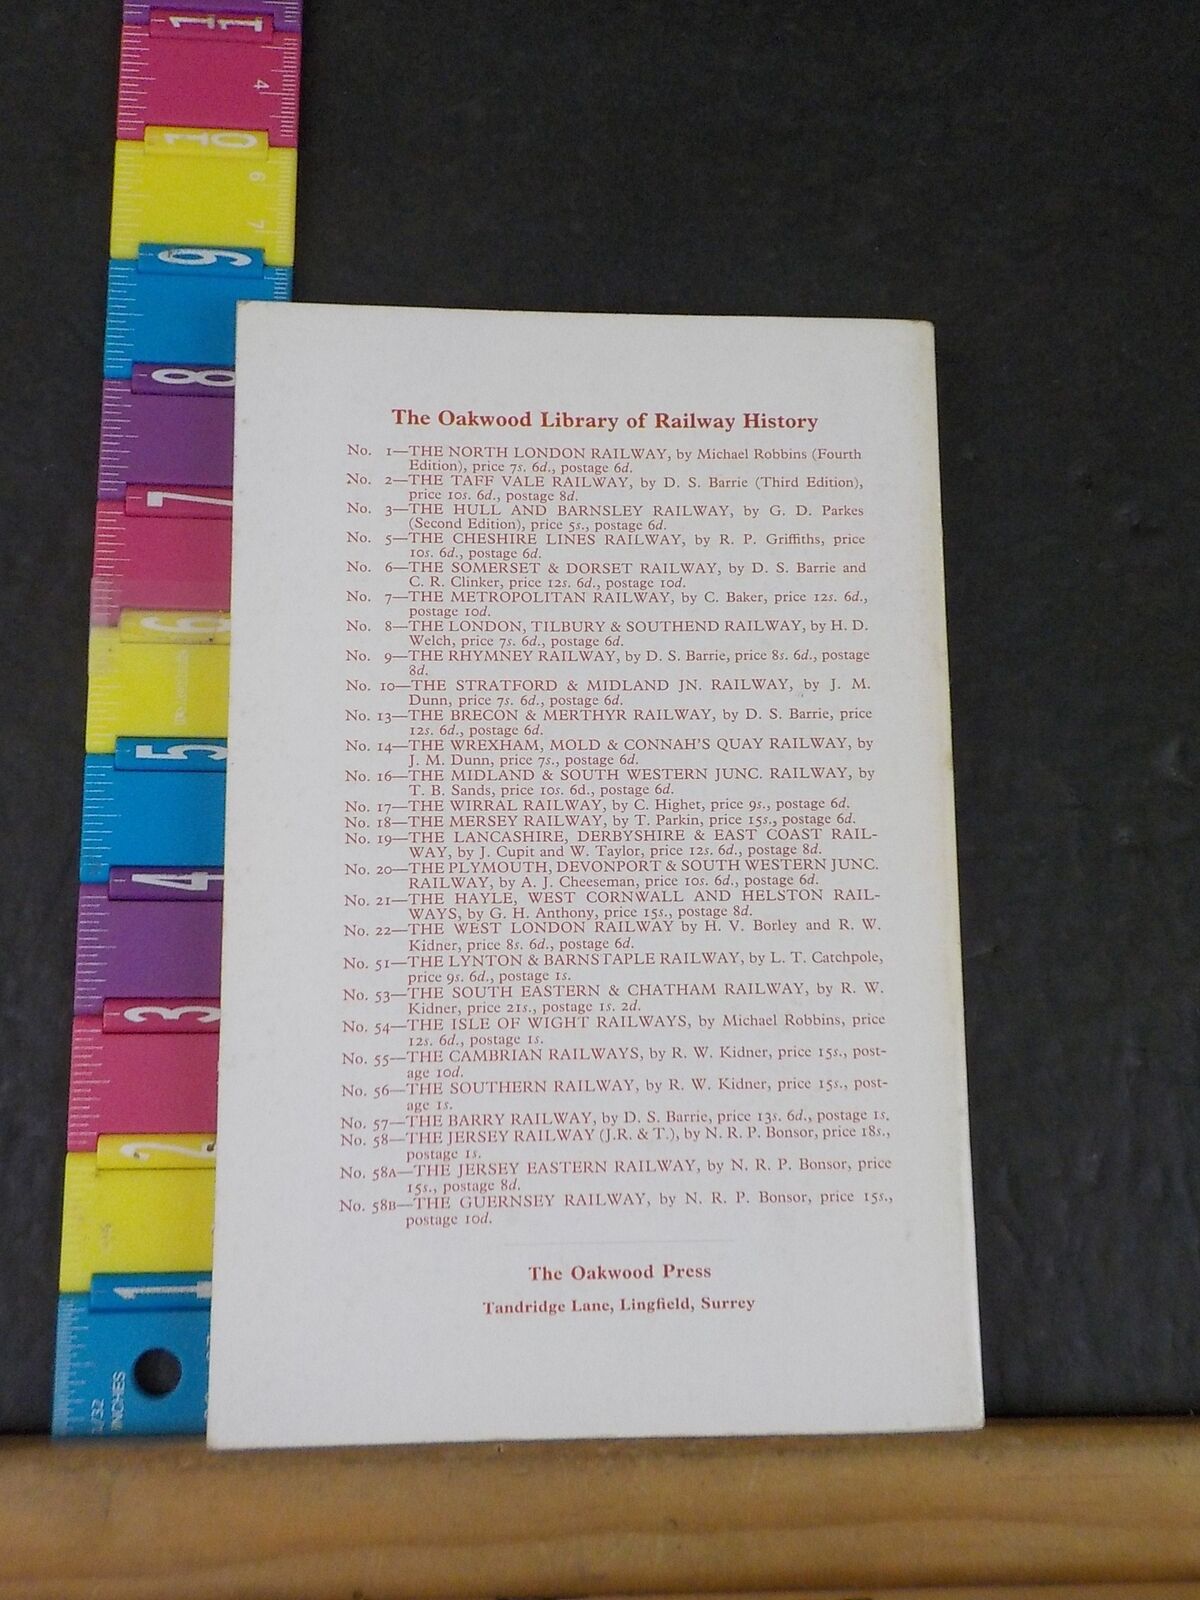 11
4
10
6
7
9
8
7
6
5
4
3
2
1
1/32
INCHES
The Oakwood Library of Railway History
No. 1—THE NORTH LONDON RAILWAY, by Michael Robbins (Fourth
Edition), price 7s. 6d., postage 6d.
No. 2—THE TAFF VALE RAILWAY, by D. S. Barrie (Third Edition),
price 10s. 6d., postage 8d.
No. 3—THE HULL AND BARNSLEY RAILWAY, by G. D. Parkes
(Second Edition), price 5s., postage 6d.
No. 5—THE CHESHIRE LINES RAILWAY, by R. P. Griffiths, price
10s. 6d., postage 6d.
No. 6—THE SOMERSET & DORSET RAILWAY, by D. S. Barrie and
C. R. Clinker, price 12s. 6d., postage 10d.
No. 7—THE METROPOLITAN RAILWAY, by C. Baker, price 12s. 6d.,
postage 10d.
No. 8—THE LONDON, TILBURY & SOUTHEND RAILWAY, by H. D.
Welch, price 7s. 6d., postage 6d.
No. 9—THE RHYMNEY RAILWAY, by D. S. Barrie, price 8s. 6d., postage
8d.
No. 10—THE STRATFORD & MIDLAND JN. RAILWAY, by J. M.
Dunn, price 7s. 6d., postage 6d.
No. 13—THE BRECON & MERTHYR RAILWAY, by D. S. Barrie, price
12s. 6d., postage 6d.
No. 14—THE WREXHAM, MOLD & CONNAH'S QUAY RAILWAY, by
J. M. Dunn, price 7s., postage 6d.
No. 16—THE MIDLAND & SOUTH WESTERN JUNC. RAILWAY, by
T. B. Sands, price 10s. 6d., postage 6d.
No. 17—THE WIRRAL RAILWAY, by C. Highet, price 9s., postage 6d.
No. 18—THE MERSEY RAILWAY, by T. Parkin, price 15s., postage 6d.
No. 19—THE LANCASHIRE, DERBYSHIRE & EAST COAST RAIL-
WAY, by J. Cupit and W. Taylor, price 12s. 6d., postage 8d.
No. 20—THE PLYMOUTH, DEVONPORT & SOUTH WESTERN JUNC.
RAILWAY, by A. J. Cheeseman, price 10s. 6d., postage 6d.
No. 21—THE HAYLE, WEST CORNWALL AND HELSTON RAIL-
WAYS, by G. H. Anthony, price 15s., postage 8d.
No. 22—THE WEST LONDON RAILWAY by H. V. Borley and R. W.
Kidner, price 8s. 6d., postage 6d.
No. 51—THE LYNTON & BARNSTAPLE RAILWAY, by L. T. Catchpole,
price 9s. 6d., postage 1s.
No. 53—THE SOUTH EASTERN & CHATHAM RAILWAY, by R. W.
Kidner, price 21s., postage 1s. 2d.
No. 54—THE ISLE OF WIGHT RAILWAYS, by Michael Robbins, price
12s. 6d., postage 1s.
No. 55—THE CAMBRIAN RAILWAYS, by R. W. Kidner, price 15s., post-
age 10d.
No. 56—THE SOUTHERN RAILWAY, by R. W. Kidner, price 15s., post-
age 1s.
No. 57—THE BARRY RAILWAY, by D. S. Barrie, price 13s. 6d., postage 1s.
No. 58—THE JERSEY RAILWAY (J.R. & T.), by N. R. P. Bonsor, price 18s.,
postage 1s.
No. 58A—THE JERSEY EASTERN RAILWAY, by N. R. P. Bonsor, price
15s., postage 8d.
No. 58B—THE GUERNSEY RAILWAY, by N. R. P. Bonsor, price 15s.,
postage 10d.
The Oakwood Press
Tandridge Lane, Lingfield, Surrey